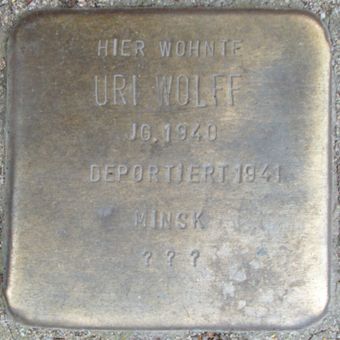 HIER WOHNTE
URI WOLFF
JG. 1940
DEPORTIERT 1941
MINSK
? ? ?